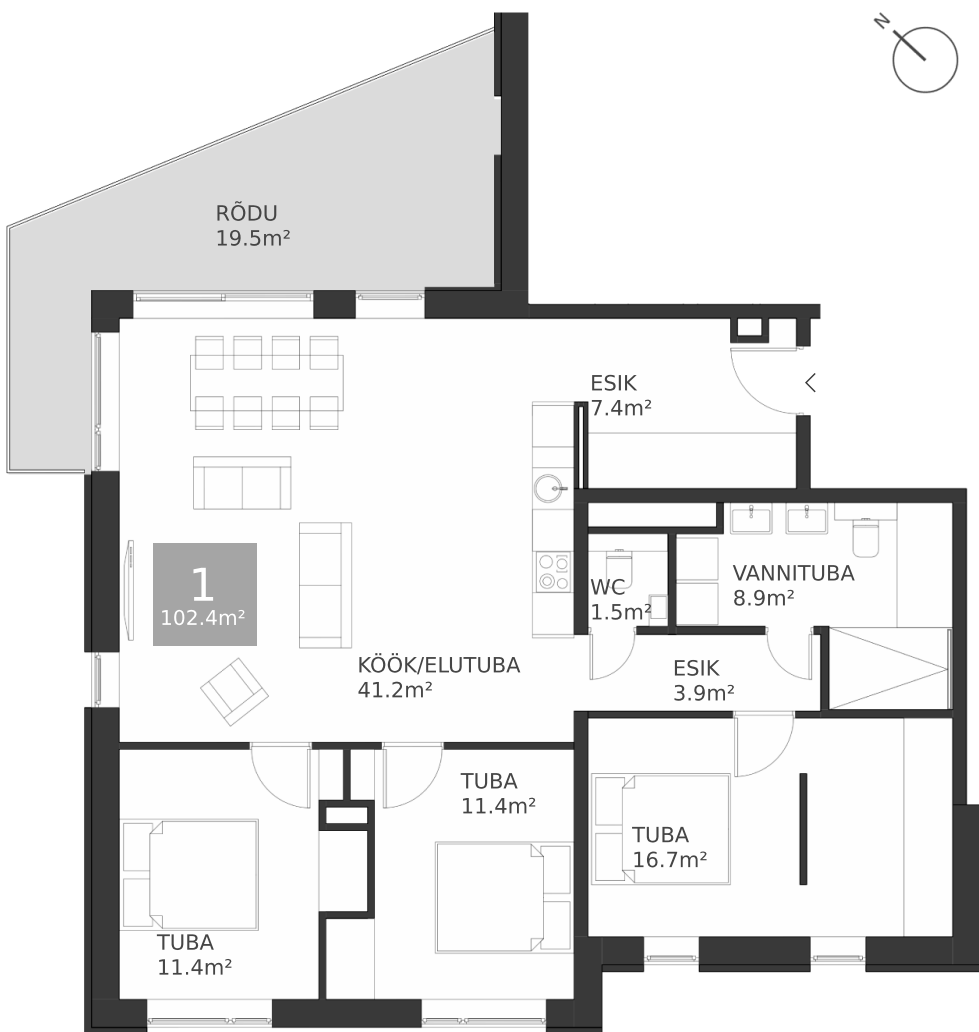 N
RÕDU
19.5m²
ESIK
7.4m²
1
102.4m²
WC
1.5m²
VANNITUBA
8.9m²
KÖÖK/ELUTUBA
41.2m²
ESIK
3.9m²
TUBA
11.4m²
TUBA
16.7m²
TUBA
11.4m²